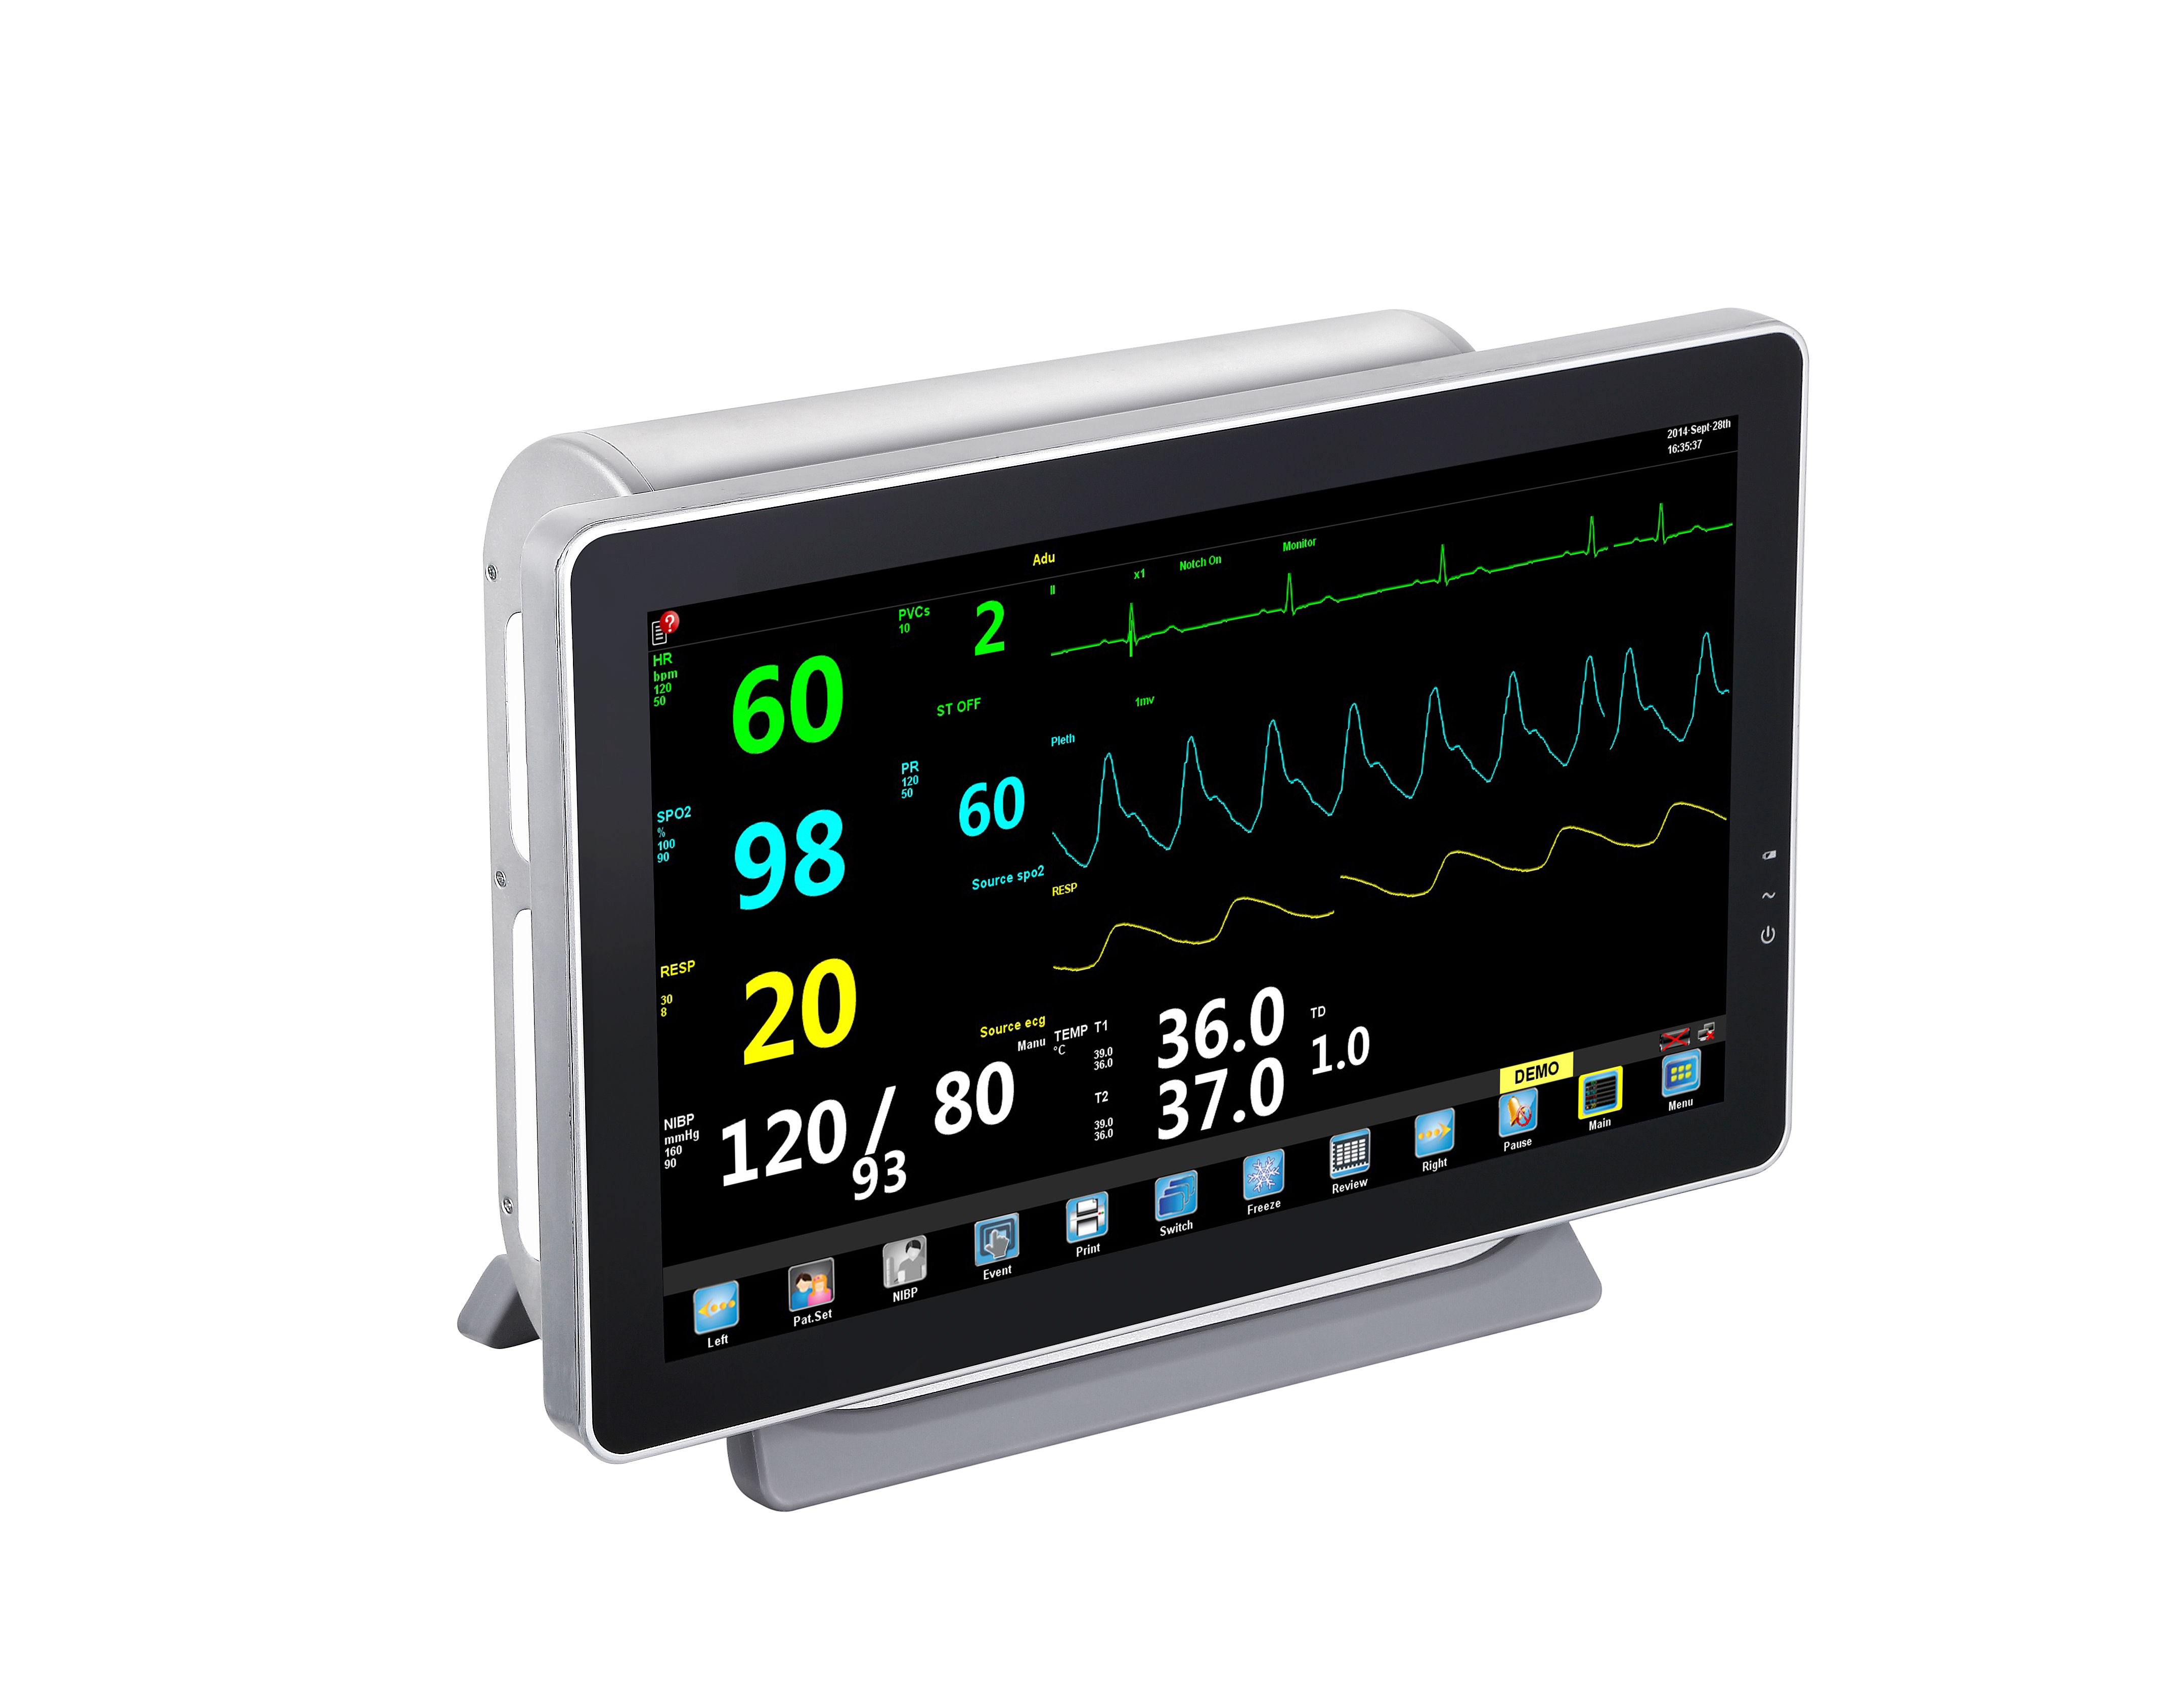 2014-Sept-28th
16:35:37
Adu
HR
bpm
120
50
60
PVCs
10
2
ST OFF
II
x1
Notch On
Monitor
1mv
SPO2
%
100
90
98
PR
120
50
60
Source spo2
Pleth
RESP
30
8
20
Source ecg
RESP
NIBP
mmHg
160
90
Manu
120/ 80
93
TEMP T1
°C
39.0
36.0
36.0
T2
39.0
36.0
37.0
TD
1.0
DEMO
Left
Pat.Set
NIBP
Event
Print
Switch
Freeze
Review
Right
Pause
Main
Menu